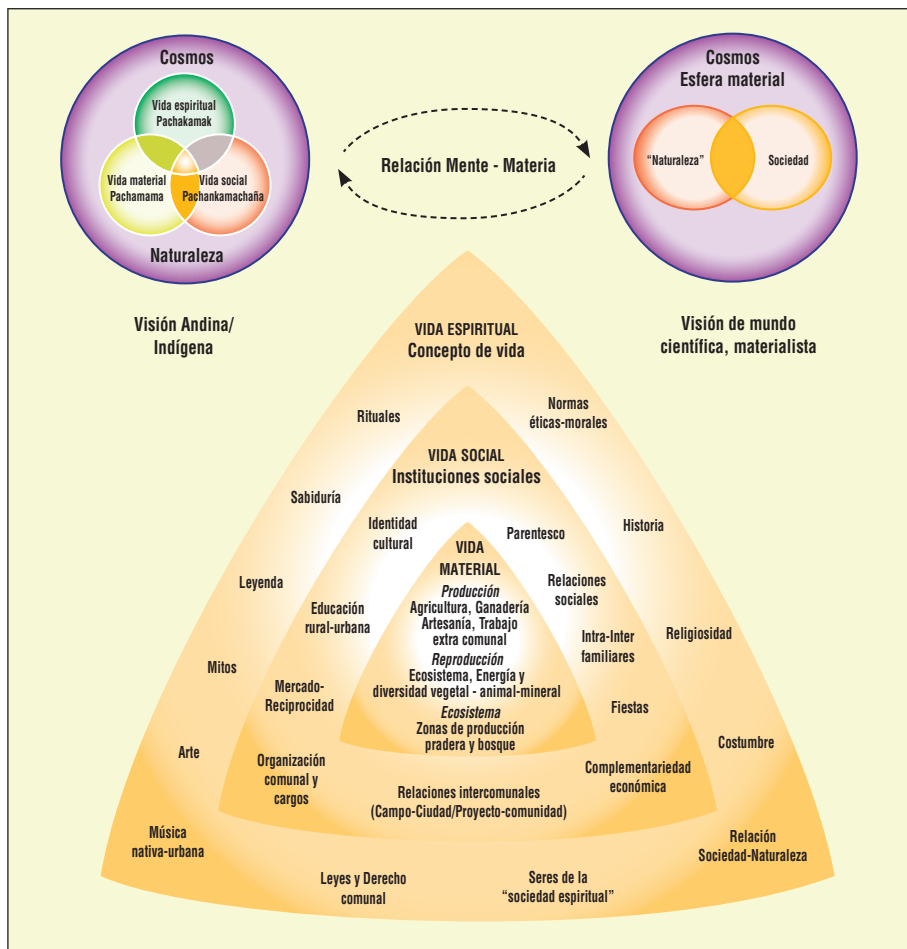 Cosmos
Vida espiritual
Pachakamak
Vida material
Pachamama
Vida social
Pachankamachaña
Naturaleza
Visión Andina/
Indígena
Relación Mente - Materia
Cosmos
Esfera material
“Naturaleza”
Sociedad
Visión de mundo
científica, materialista
VIDA ESPIRITUAL
Concepto de vida
Rituales
Normas
éticas-morales
Sabiduría
Historia
Leyenda
Religiosidad
Mitos
Arte
Costumbre
Música
nativa-urbana
Relación
Sociedad-Naturaleza
Leyes y Derecho
comunal
Seres de la
“sociedad espiritual”
VIDA SOCIAL
Instituciones sociales
Identidad
cultural
Parentesco
Educación
rural-urbana
Relaciones
sociales
Intra-Inter
familiares
Mercado-
Reciprocidad
Fiestas
Organización
comunal y
cargos
Complementariedad
económica
Relaciones intercomunales
(Campo-Ciudad/Proyecto-comunidad)
VIDA
MATERIAL
Producción
Agricultura, Ganadería
Artesanía, Trabajo
extra comunal
Reproducción
Ecosistema, Energía y
diversidad vegetal - animal-mineral
Ecosistema
Zonas de producción
pradera y bosque